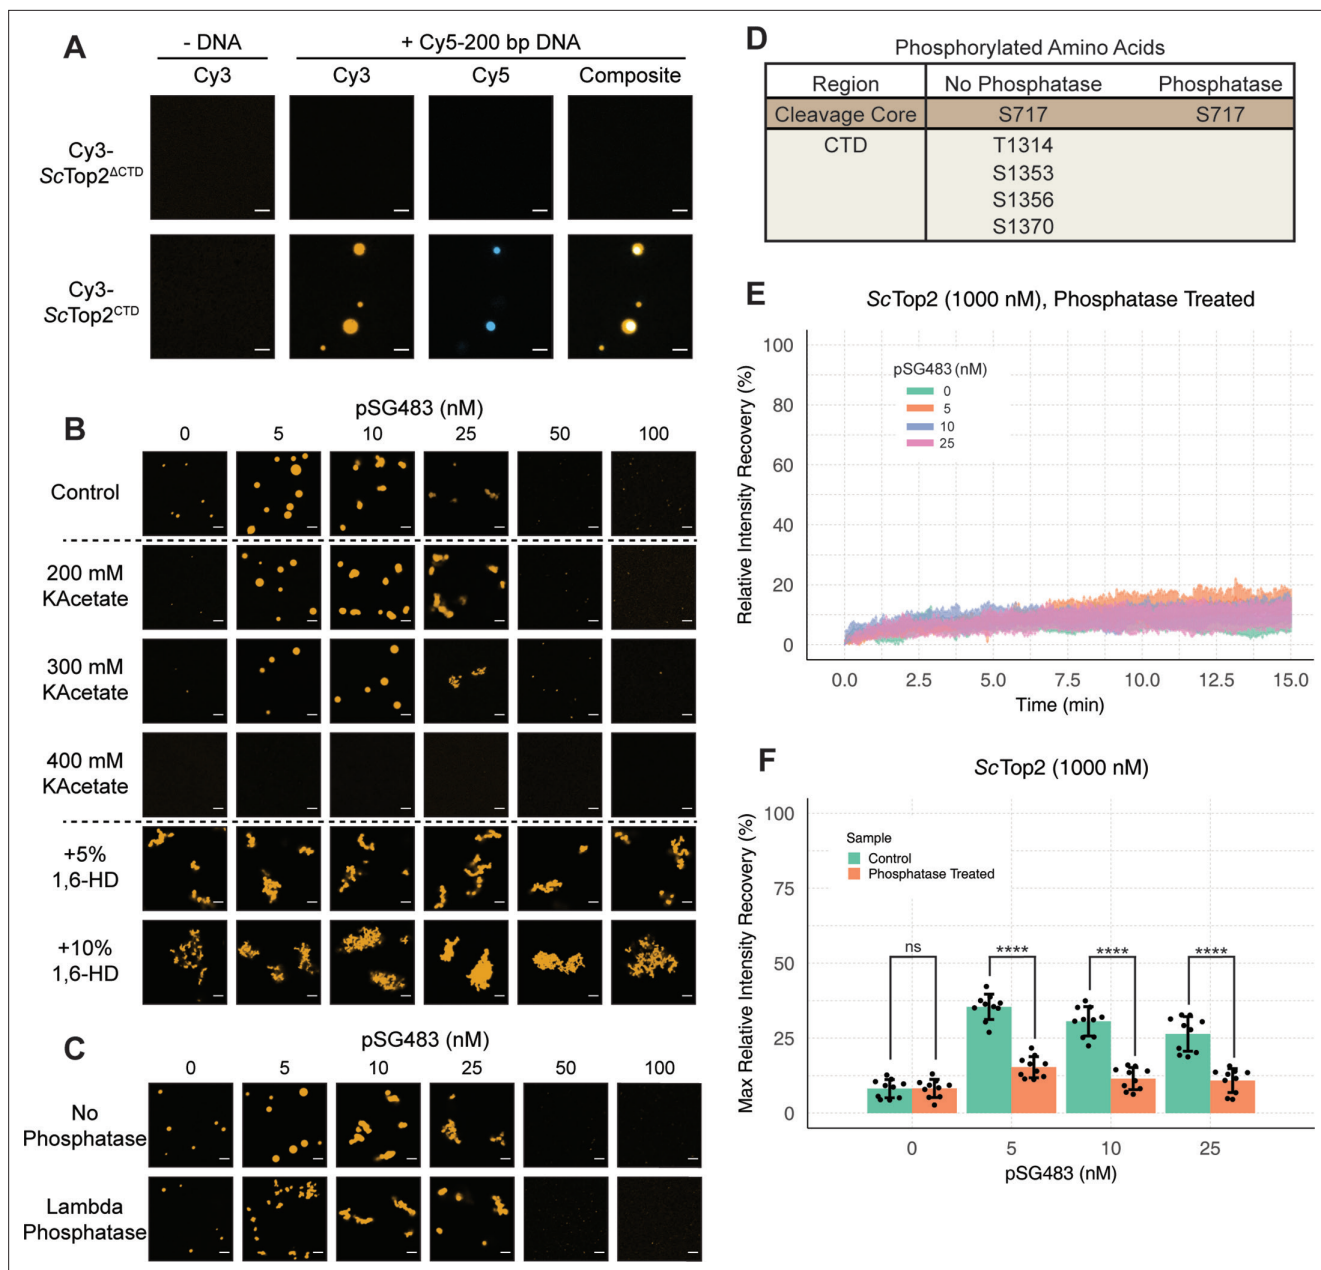 A
- DNA
+ Cy5-200 bp DNA
Cy3
Cy3
Cy5
Composite
Cy3-
ScTop2ΔCTD
Cy3-
ScTop2CTD
B
pSG483 (nM)
0
5
10
25
50
100
Control
200 mM
KAcetate
300 mM
KAcetate
400 mM
KAcetate
+5%
1,6-HD
+10%
1,6-HD
C
pSG483 (nM)
0
5
10
25
50
100
No
Phosphatase
Lambda
Phosphatase
D
Phosphorylated Amino Acids
Region
No Phosphatase
Phosphatase
Cleavage Core
S717
S717
CTD
T1314
S1353
S1356
S1370
E
ScTop2 (1000 nM), Phosphatase Treated
Relative Intensity Recovery (%)
100
80
60
40
20
0
pSG483 (nM)
0
5
10
25
0.0
2.5
5.0
7.5
10.0
12.5
15.0
Time (min)
F
ScTop2 (1000 nM)
Max Relative Intensity Recovery (%)
100
75
50
25
0
Sample
Control
Phosphatase Treated
ns
****
****
****
0
5
10
25
pSG483 (nM)